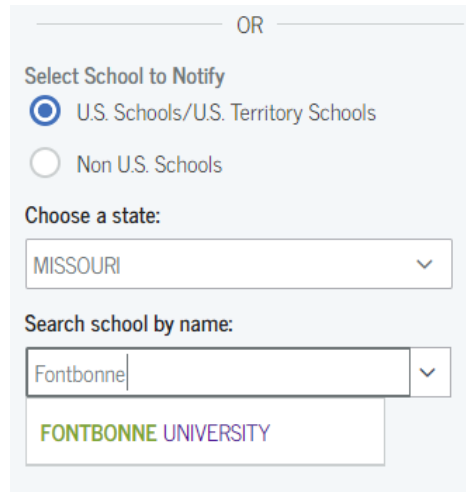 OR
Select School to Notify
U.S. Schools/U.S. Territory Schools
Non U.S. Schools
Choose a state:
MISSOURI
Search school by name:
Fontbonne
FONTBONNE UNIVERSITY